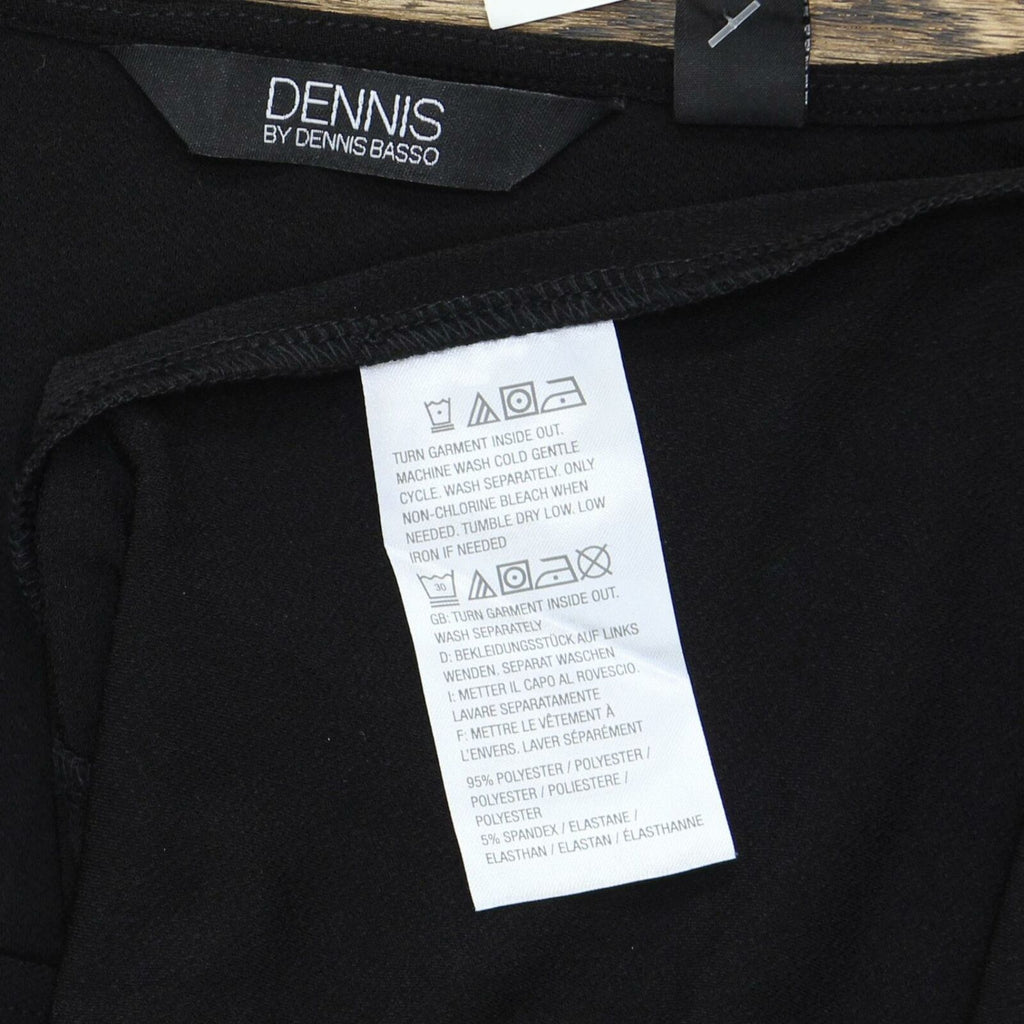 DENNIS
BY DENNIS BASSO
TURN GARMENT INSIDE OUT.
MACHINE WASH COLD GENTLE
CYCLE. WASH SEPARATELY. ONLY
NON-CHLORINE BLEACH WHEN
NEEDED. TUMBLE DRY LOW. LOW
IRON IF NEEDED
30
GB: TURN GARMENT INSIDE OUT.
WASH SEPARATELY
D: BEKLEIDUNGSSTÜCK AUF LINKS
WENDEN. SEPARAT WASCHEN
I: METTER IL CAPO AL ROVESCIO.
LAVARE SEPARATAMENTE
F: METTRE LE VÊTEMENT À
L'ENVERS. LAVER SÉPARÉMENT
95% POLYESTER / POLYESTER /
POLYESTER / POLIESTERE /
POLYESTER
5% SPANDEX / ELASTANE /
ELASTHAN / ELASTAN / ÉLASTHANNE